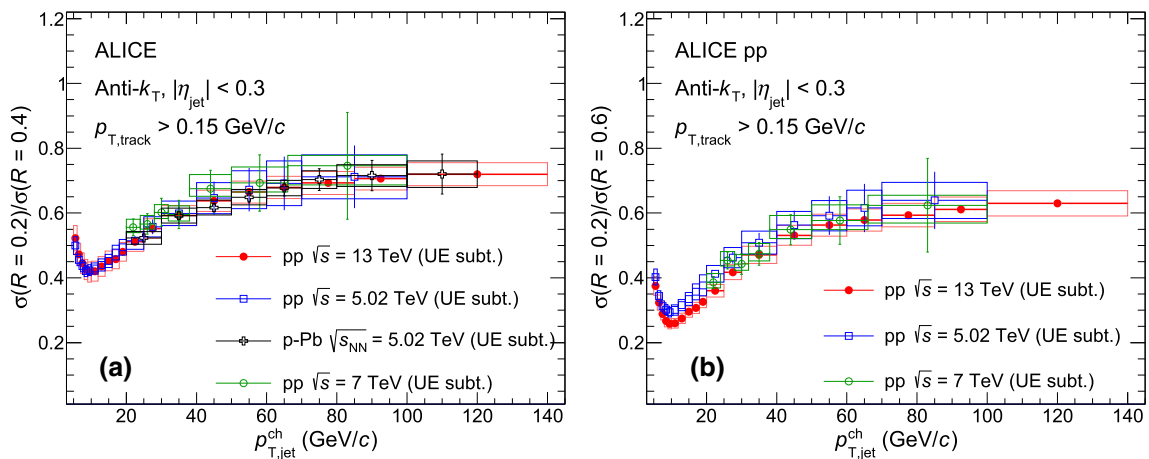 ALICE
Anti-kT, |ηjet| < 0.3
pT,track > 0.15 GeV/c
σ(R = 0.2)/σ(R = 0.4)
1.2
1
0.8
0.6
0.4
0.2
pp √s = 13 TeV (UE subt.)
pp √s = 5.02 TeV (UE subt.)
p-Pb √sNN = 5.02 TeV (UE subt.)
pp √s = 7 TeV (UE subt.)
(a)
20 40 60 80 100 120 140
pchT,jet (GeV/c)
ALICE pp
Anti-kT, |ηjet| < 0.3
pT,track > 0.15 GeV/c
σ(R = 0.2)/σ(R = 0.6)
1.2
1
0.8
0.6
0.4
0.2
pp √s = 13 TeV (UE subt.)
pp √s = 5.02 TeV (UE subt.)
pp √s = 7 TeV (UE subt.)
(b)
20 40 60 80 100 120 140
pchT,jet (GeV/c)